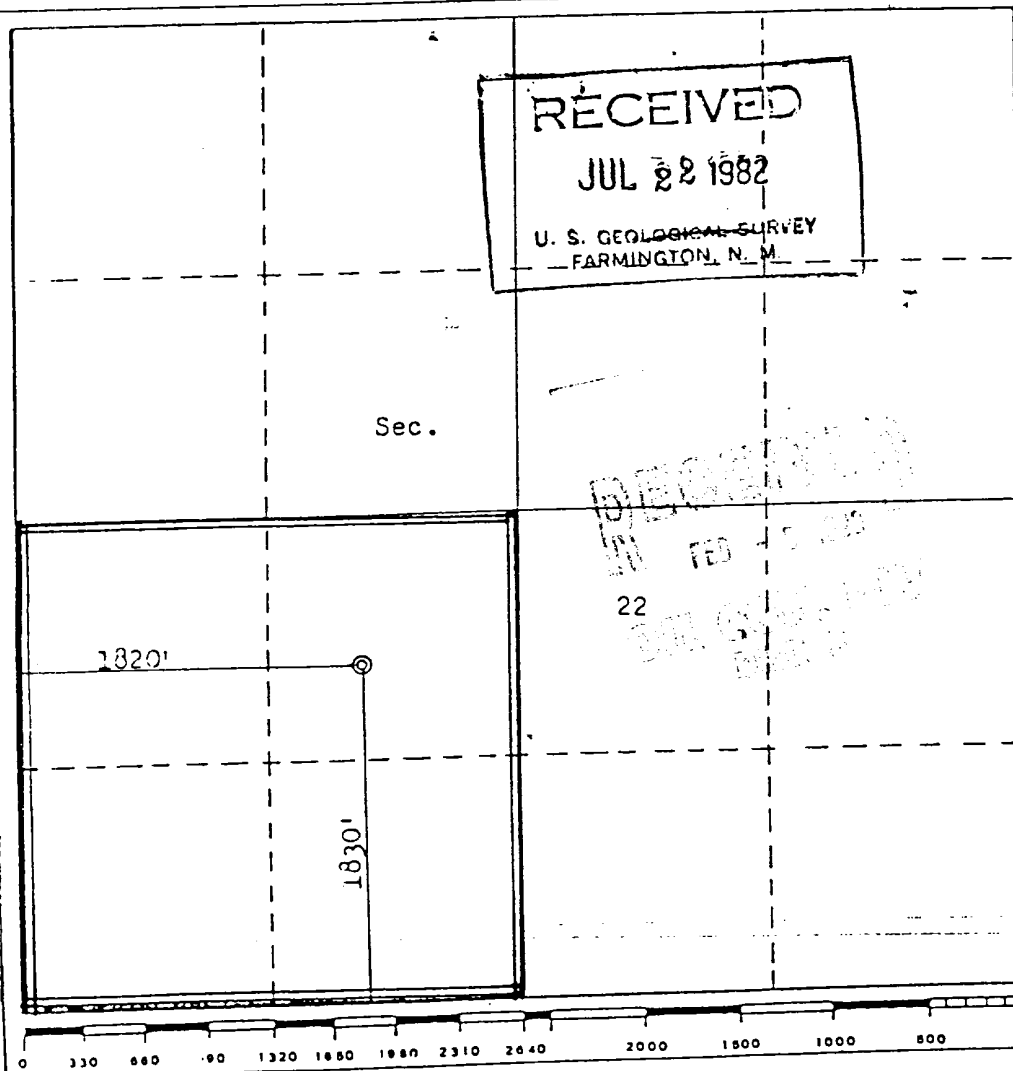 RECEIVED
JUL 22 1982
U. S. GEOLOGICAL SURVEY
FARMINGTON, N. M.
Sec.
22
1820'
1830'
0 330 660 90 1320 1650 1980 2310 2640 2000 1500 1000 500